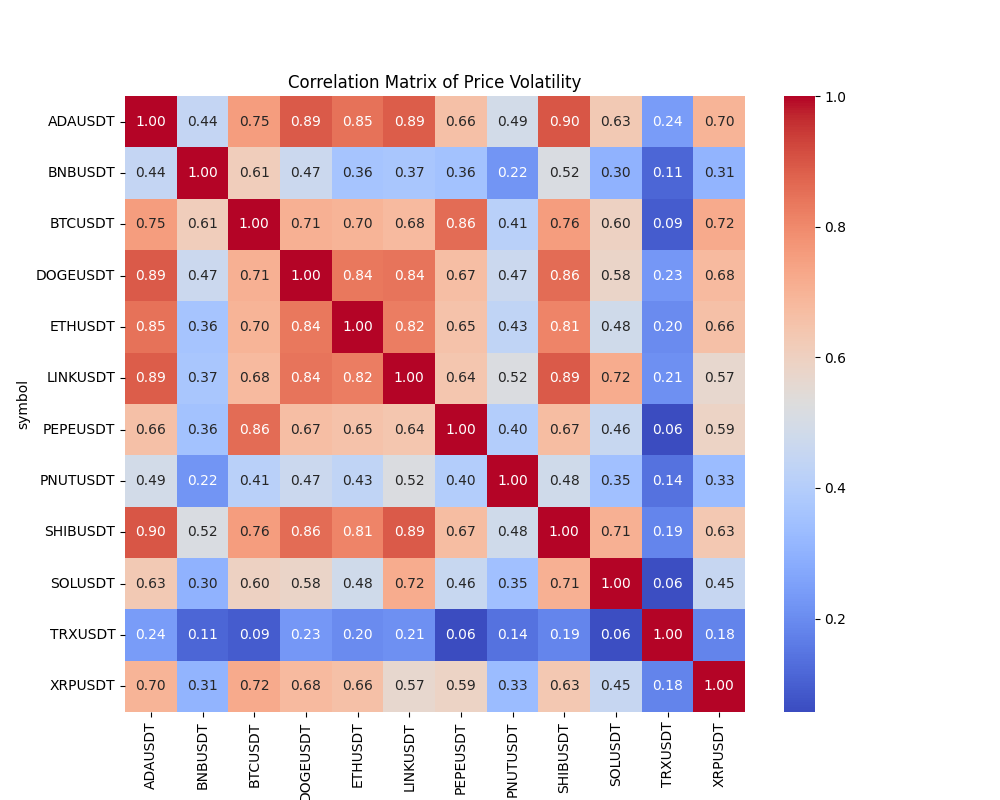 Correlation Matrix of Price Volatility
ADAUSDT 1.00 0.44 0.75 0.89 0.85 0.89 0.66 0.49 0.90 0.63 0.24 0.70
BNBUSDT 0.44 1.00 0.61 0.47 0.36 0.37 0.36 0.22 0.52 0.30 0.11 0.31
BTCUSDT 0.75 0.61 1.00 0.71 0.70 0.68 0.86 0.41 0.76 0.60 0.09 0.72
DOGEUSDT 0.89 0.47 0.71 1.00 0.84 0.84 0.67 0.47 0.86 0.58 0.23 0.68
ETHUSDT 0.85 0.36 0.70 0.84 1.00 0.82 0.65 0.43 0.81 0.48 0.20 0.66
LINKUSDT 0.89 0.37 0.68 0.84 0.82 1.00 0.64 0.52 0.89 0.72 0.21 0.57
PEPEUSDT 0.66 0.36 0.86 0.67 0.65 0.64 1.00 0.40 0.67 0.46 0.06 0.59
PNUTUSDT 0.49 0.22 0.41 0.47 0.43 0.52 0.40 1.00 0.48 0.35 0.14 0.33
SHIBUSDT 0.90 0.52 0.76 0.86 0.81 0.89 0.67 0.48 1.00 0.71 0.19 0.63
SOLUSDT 0.63 0.30 0.60 0.58 0.48 0.72 0.46 0.35 0.71 1.00 0.06 0.45
TRXUSDT 0.24 0.11 0.09 0.23 0.20 0.21 0.06 0.14 0.19 0.06 1.00 0.18
XRPUSDT 0.70 0.31 0.72 0.68 0.66 0.57 0.59 0.33 0.63 0.45 0.18 1.00
symbol
ADAUSDT BNBUSDT BTCUSDT DOGEUSDT ETHUSDT LINKUSDT PEPEUSDT PNUTUSDT SHIBUSDT SOLUSDT TRXUSDT XRPUSDT
1.0
0.8
0.6
0.4
0.2